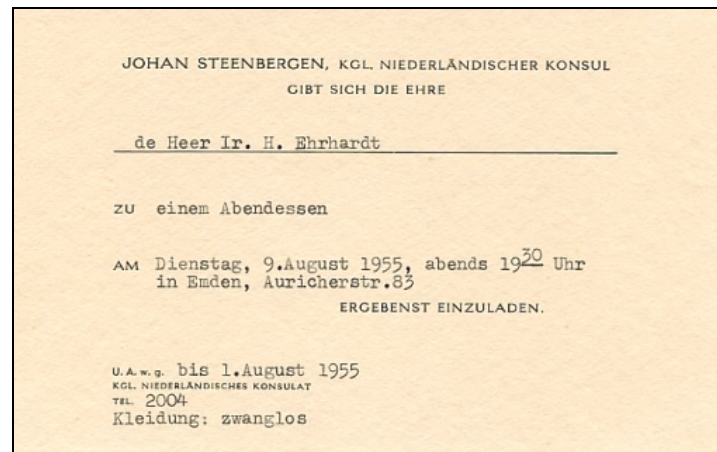 JOHAN STEENBERGEN, KGL. NIEDERLÄNDISCHER KONSUL
GIBT SICH DIE EHRE
de Heer Ir. H. Ehrhardt
ZU einem Abendessen
AM Dienstag, 9.August 1955, abends 19 30 Uhr
in Emden, Auricherstr.83
ERGEBENST EINZULADEN.
U.A.w.g. bis 1.August 1955
KGL. NIEDERLÄNDISCHES KONSULAT
TEL. 2004
Kleidung: zwanglos